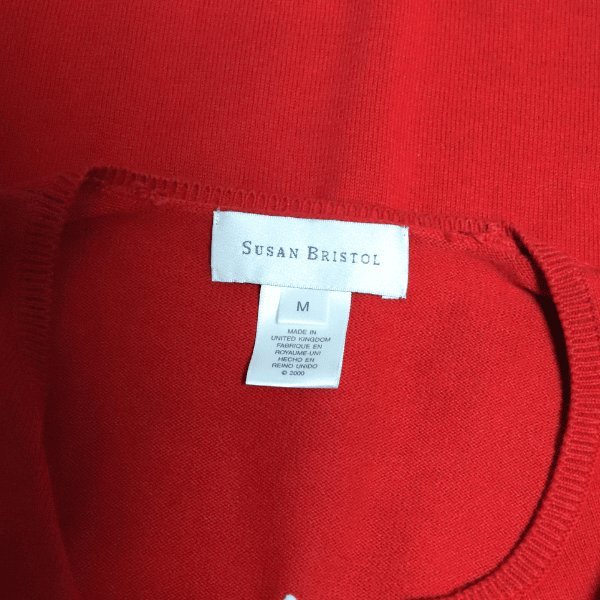 SUSAN BRISTOL
M
MADE IN
UNITED KINGDOM
FABRIQUE EN
ROYAUME-UNI
HECHO EN
REINO UNIDO
© 2000